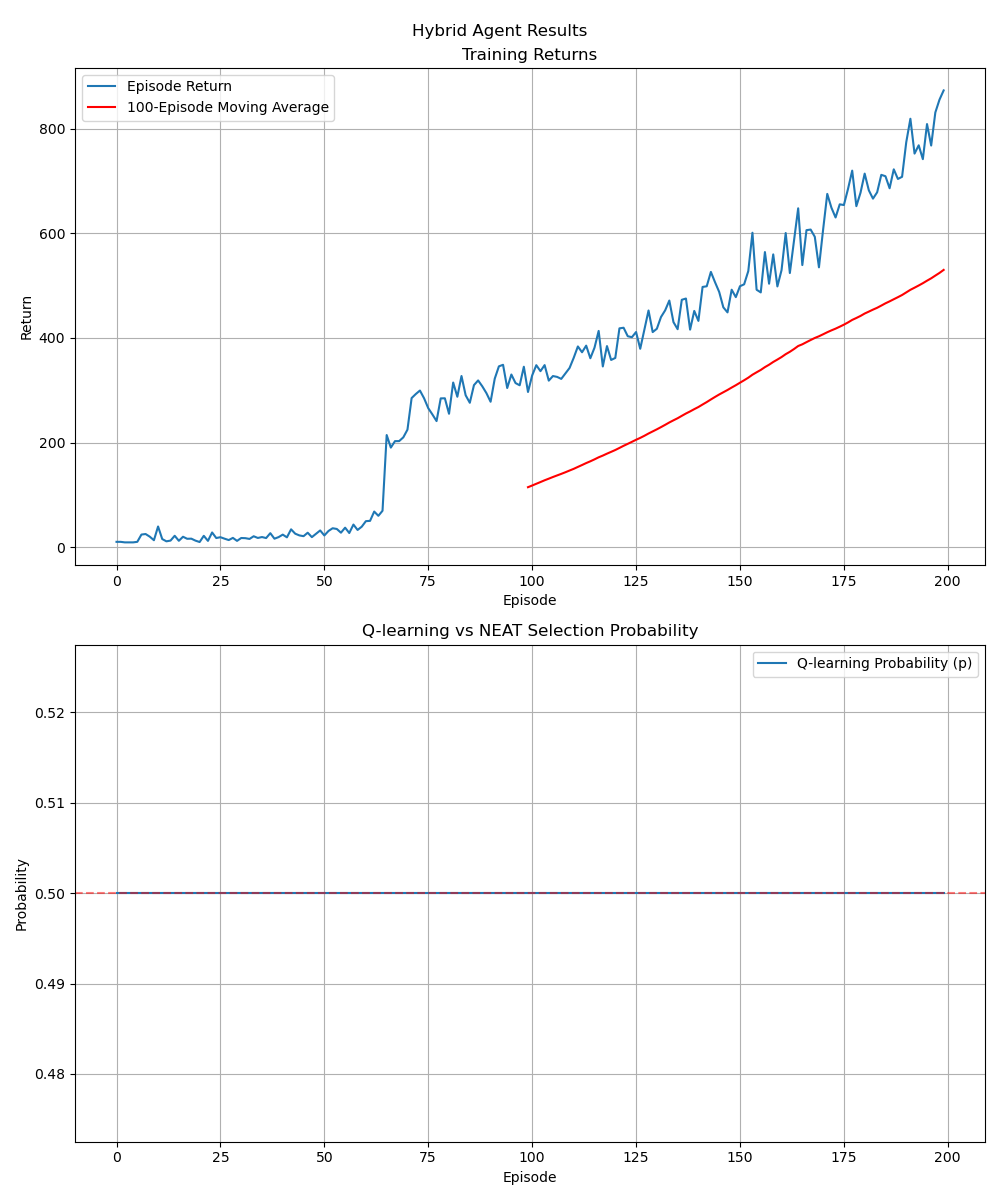 Hybrid Agent Results
Training Returns
Episode Return
100-Episode Moving Average
800
600
400
200
0
Return
0 25 50 75 100 125 150 175 200
Episode
Q-learning vs NEAT Selection Probability
Q-learning Probability (p)
0.52
0.51
0.50
0.49
0.48
Probability
0 25 50 75 100 125 150 175 200
Episode